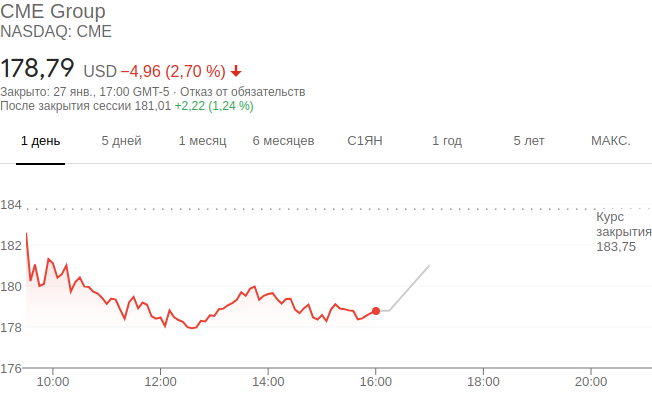 CME Group
NASDAQ: CME
178,79 USD −4,96 (2,70 %)
Закрыто: 27 янв., 17:00 GMT-5 · Отказ от обязательств
После закрытия сессии 181,01 +2,22 (1,24 %)
1 день 5 дней 1 месяц 6 месяцев С1ЯН 1 год 5 лет МАКС.
184
Курс
закрытия
183,75
182
180
178
176
10:00 12:00 14:00 16:00 18:00 20:00